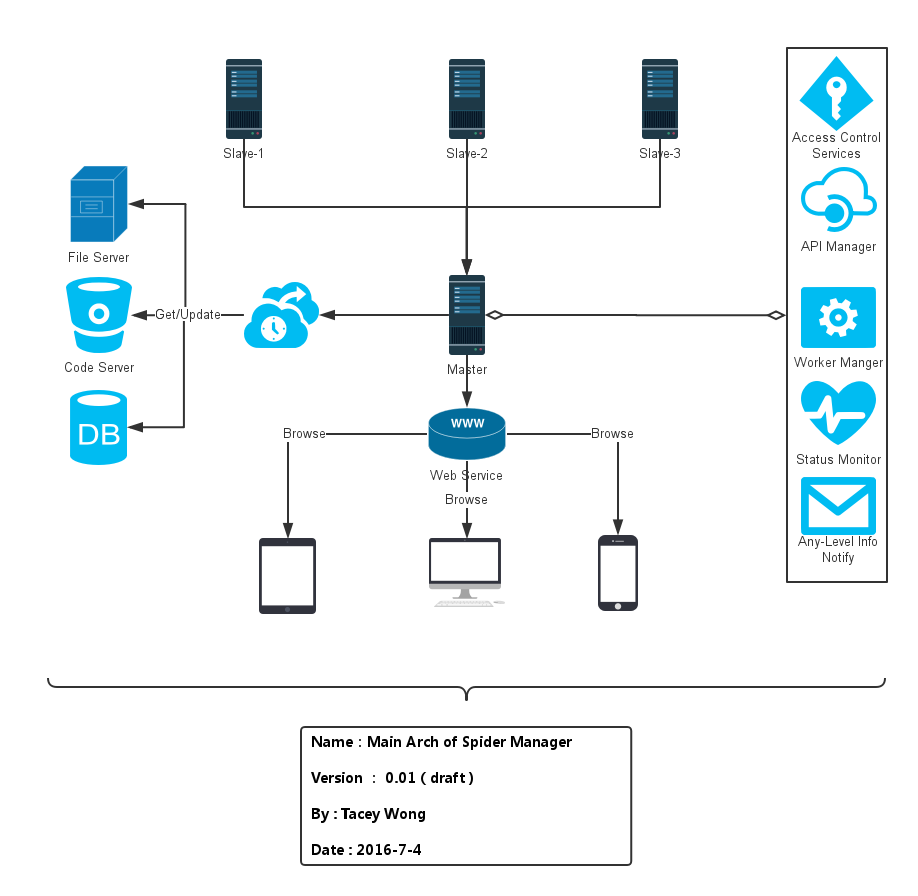 Slave-1
Slave-2
Slave-3
Access Control
Services
API Manager
File Server
Get/Update
Code Server
Master
Worker Manger
DB
Browse
WWW
Browse
Web Service
Browse
Status Monitor
Any-Level Info
Notify
Name : Main Arch of Spider Manager
Version ： 0.01 ( draft )
By : Tacey Wong
Date : 2016-7-4